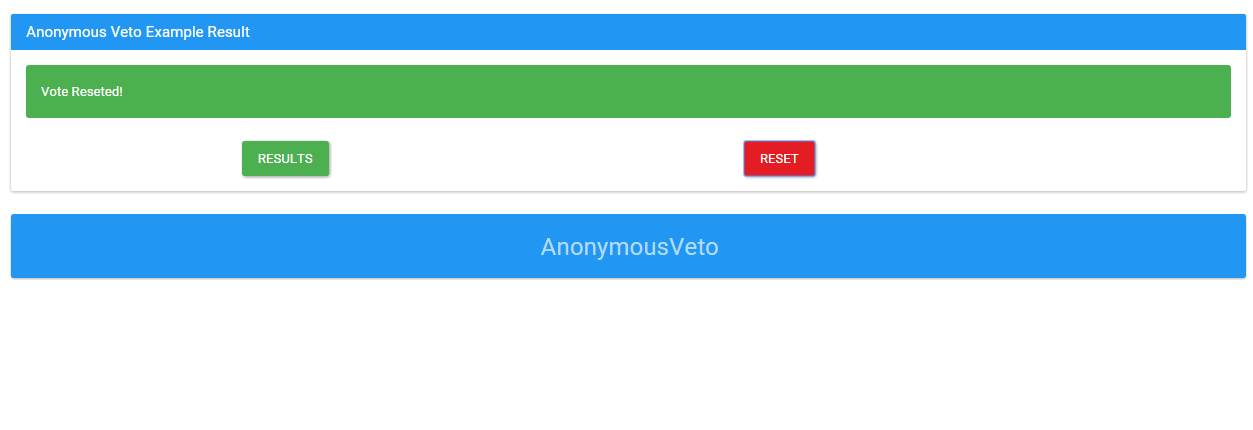 Anonymous Veto Example Result
Vote Reseted!
RESULTS
RESET
AnonymousVeto